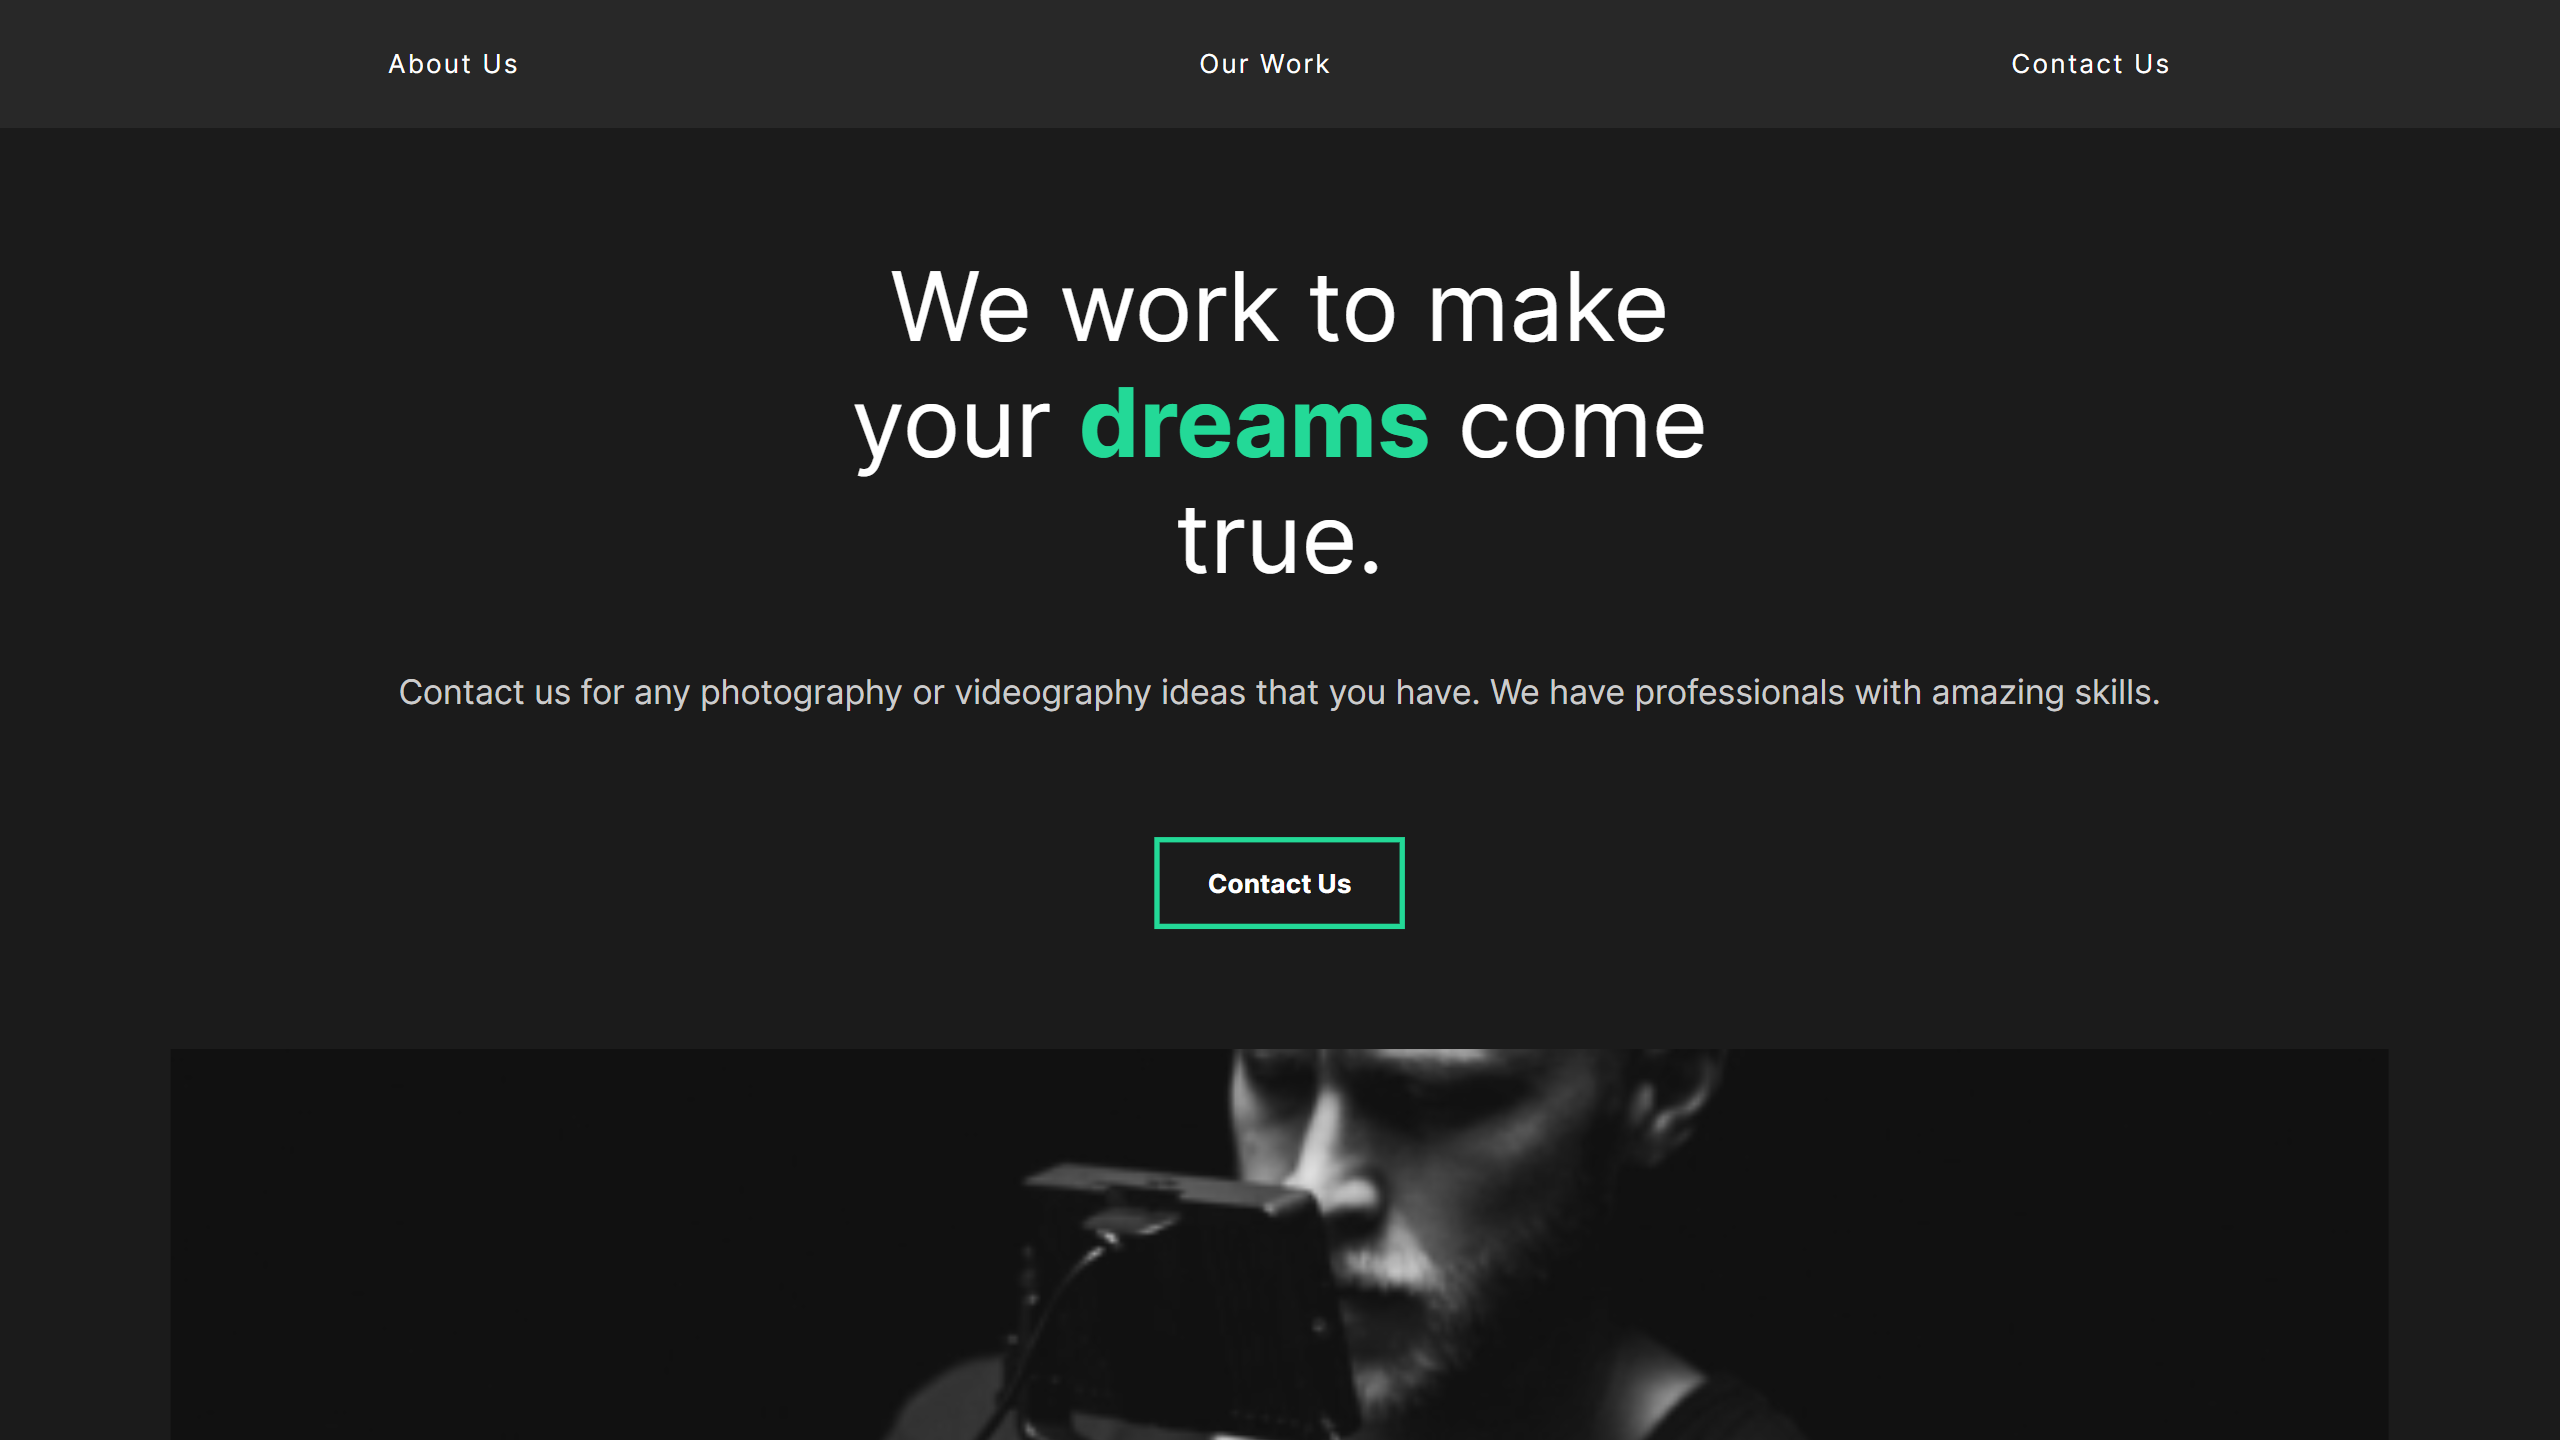 About Us
Our Work
Contact Us
We work to make
your dreams come
true.
Contact us for any photography or videography ideas that you have. We have professionals with amazing skills.
Contact Us